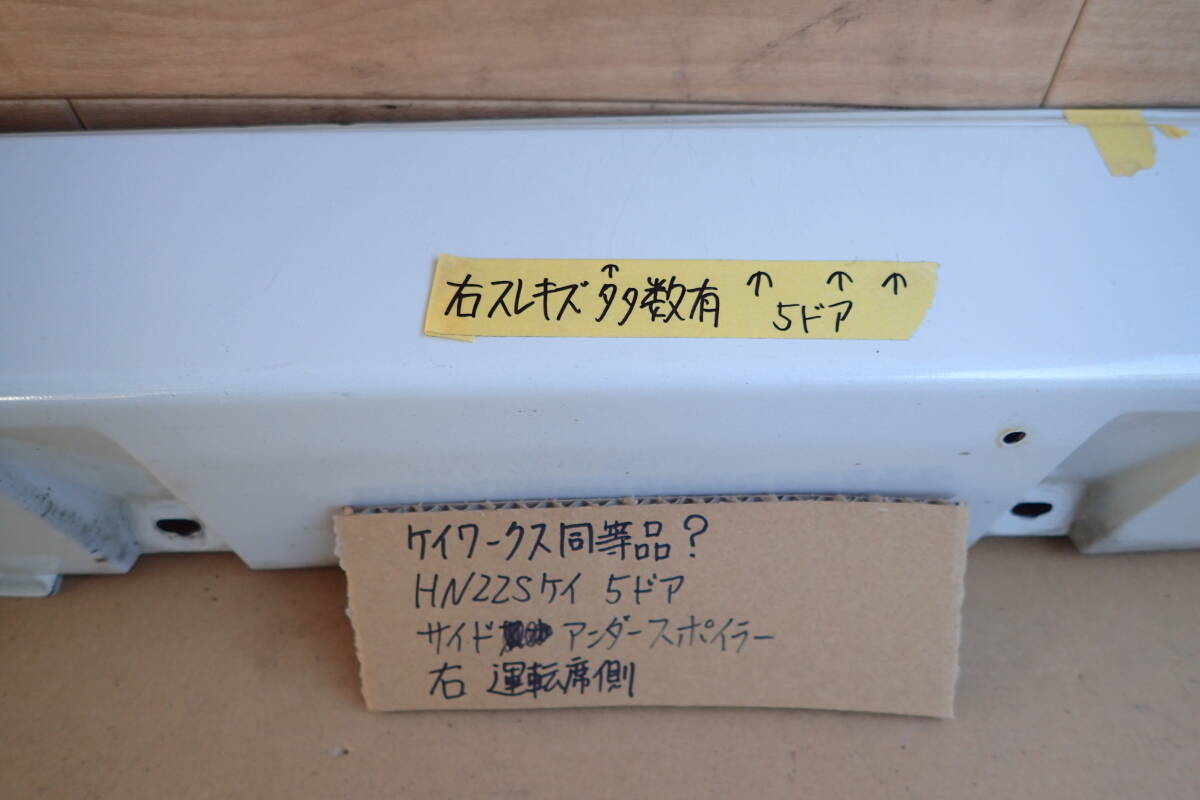 右スレキズ多数有 ↑ ↑ ↑ ↑
5ドア
ケイワークス同等品?
HN22Sケイ 5ドア
サイド アンダースポイラー
右 運転席側